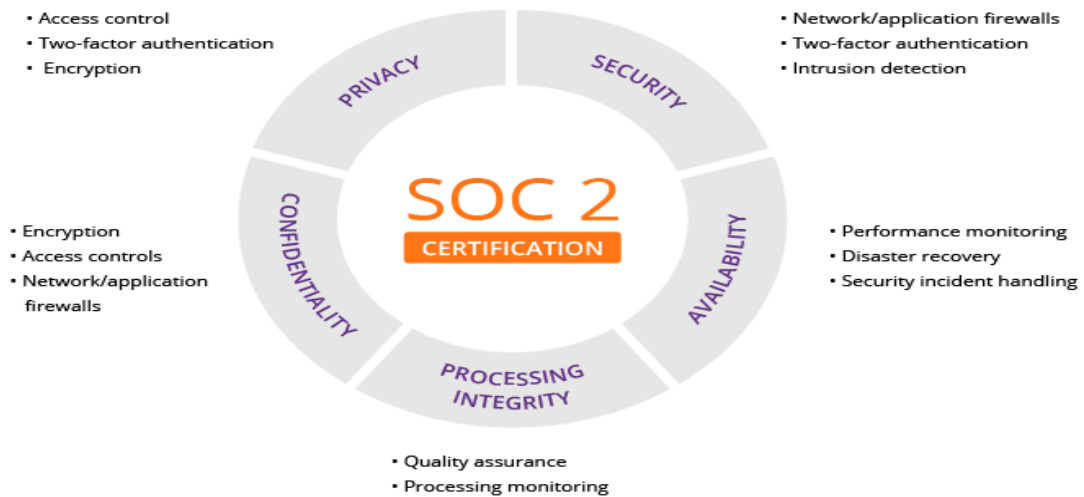 • Access control
• Two-factor authentication
• Encryption
• Network/application firewalls
• Two-factor authentication
• Intrusion detection
PRIVACY
SECURITY
SOC 2
CERTIFICATION
CONFIDENTIALITY
AVAILABILITY
• Encryption
• Access controls
• Network/application
firewalls
• Performance monitoring
• Disaster recovery
• Security incident handling
PROCESSING
INTEGRITY
• Quality assurance
• Processing monitoring